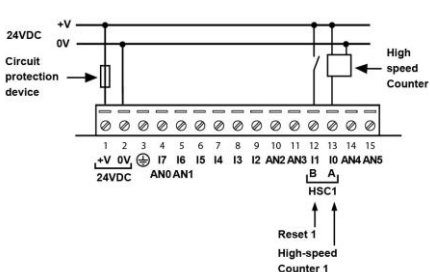 +V
24VDC
0V
Circuit
protection
device
High
speed
Counter
1 2 3 4 5 6 7 8 9 10 11 12 13 14 15
+V 0V I7 I6 I5 I4 I3 I2 AN2 AN3 I1 I0 AN4 AN5
24VDC AN0 AN1 B A
HSC1
Reset 1
High-speed
Counter 1